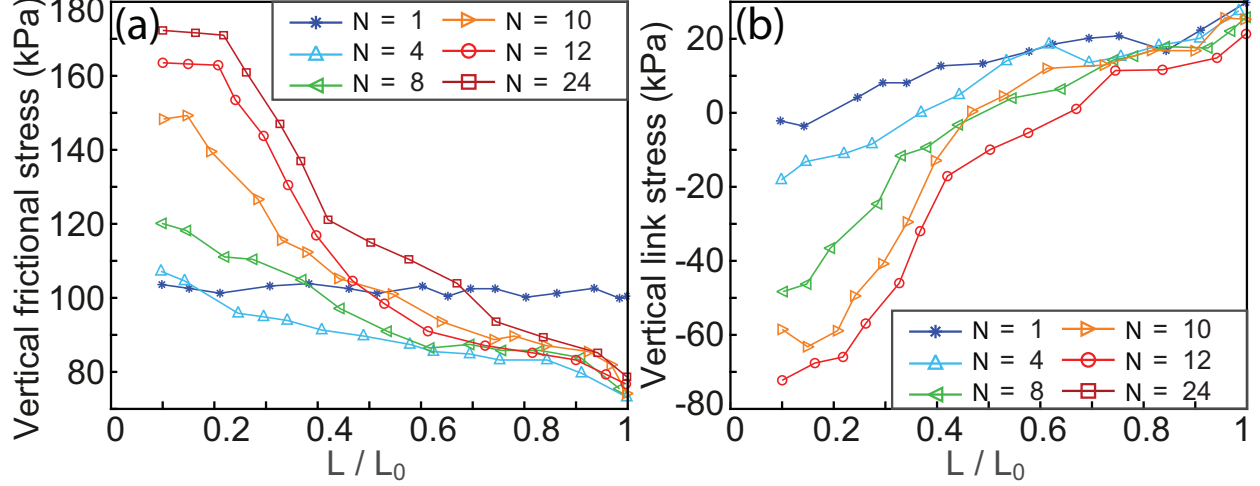 (a)
Vertical frictional stress (kPa)
180
160
140
120
100
80
0 0.2 0.4 0.6 0.8 1
L / L0
N = 1 N = 10
N = 4 N = 12
N = 8 N = 24
(b)
Vertical link stress (kPa)
20
0
-20
-40
-60
-80
0 0.2 0.4 0.6 0.8 1
L / L0
N = 1 N = 10
N = 4 N = 12
N = 8 N = 24